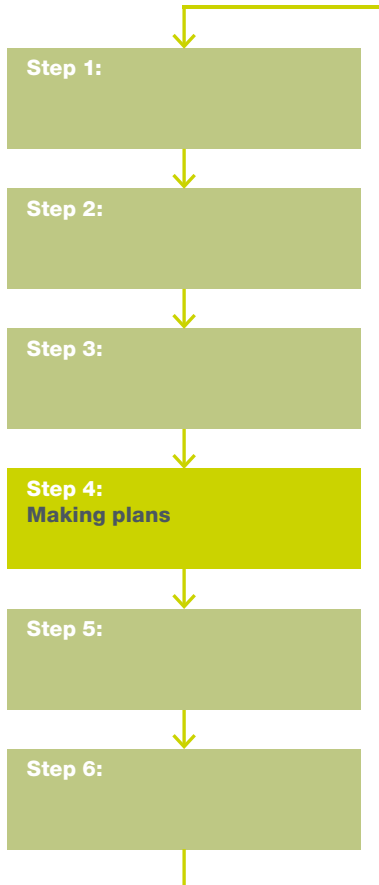 Step 1:
Step 2:
Step 3:
Step 4:
Making plans
Step 5:
Step 6: